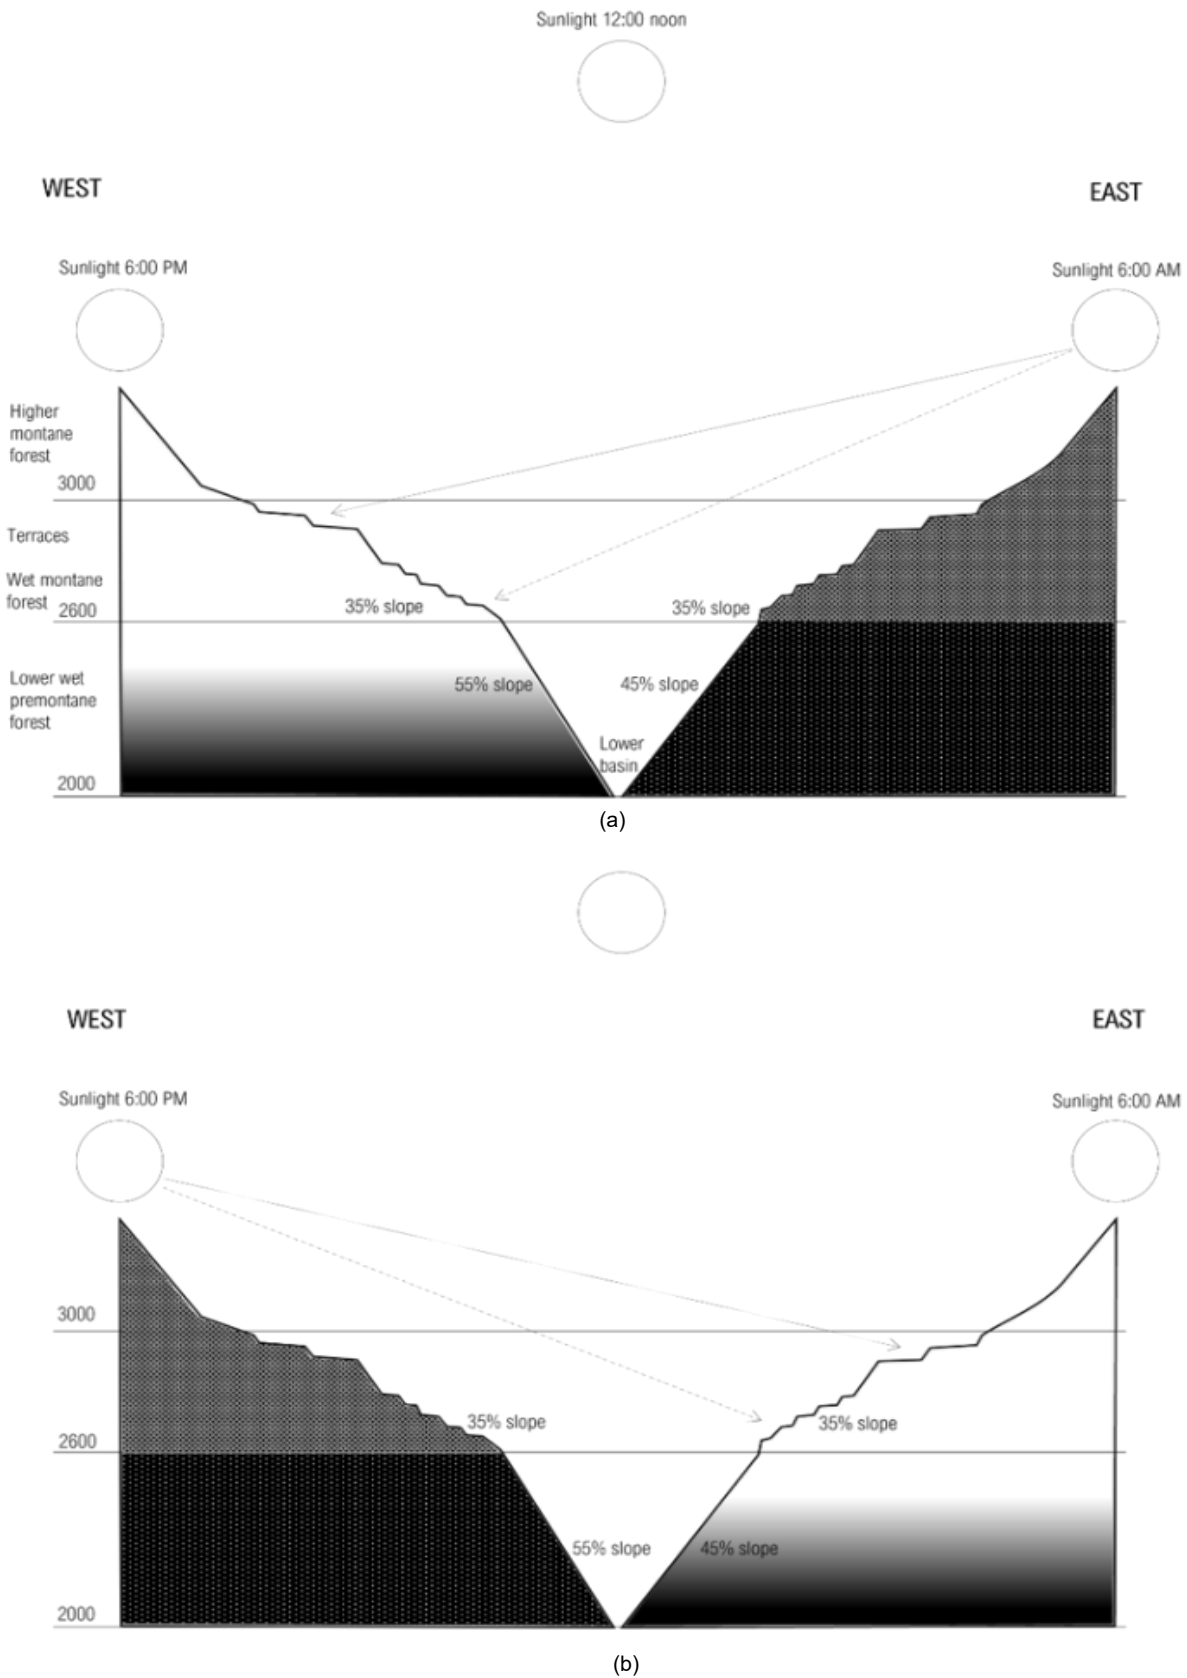 Sunlight 12:00 noon
WEST
EAST
Sunlight 6:00 PM
Sunlight 6:00 AM
Higher
montane
forest
3000
Terraces
Wet montane
forest
2600
35% slope
35% slope
Lower wet
premontane
forest
55% slope
45% slope
Lower
basin
2000
(a)
WEST
EAST
Sunlight 6:00 PM
Sunlight 6:00 AM
3000
35% slope
35% slope
2600
55% slope
45% slope
2000
(b)